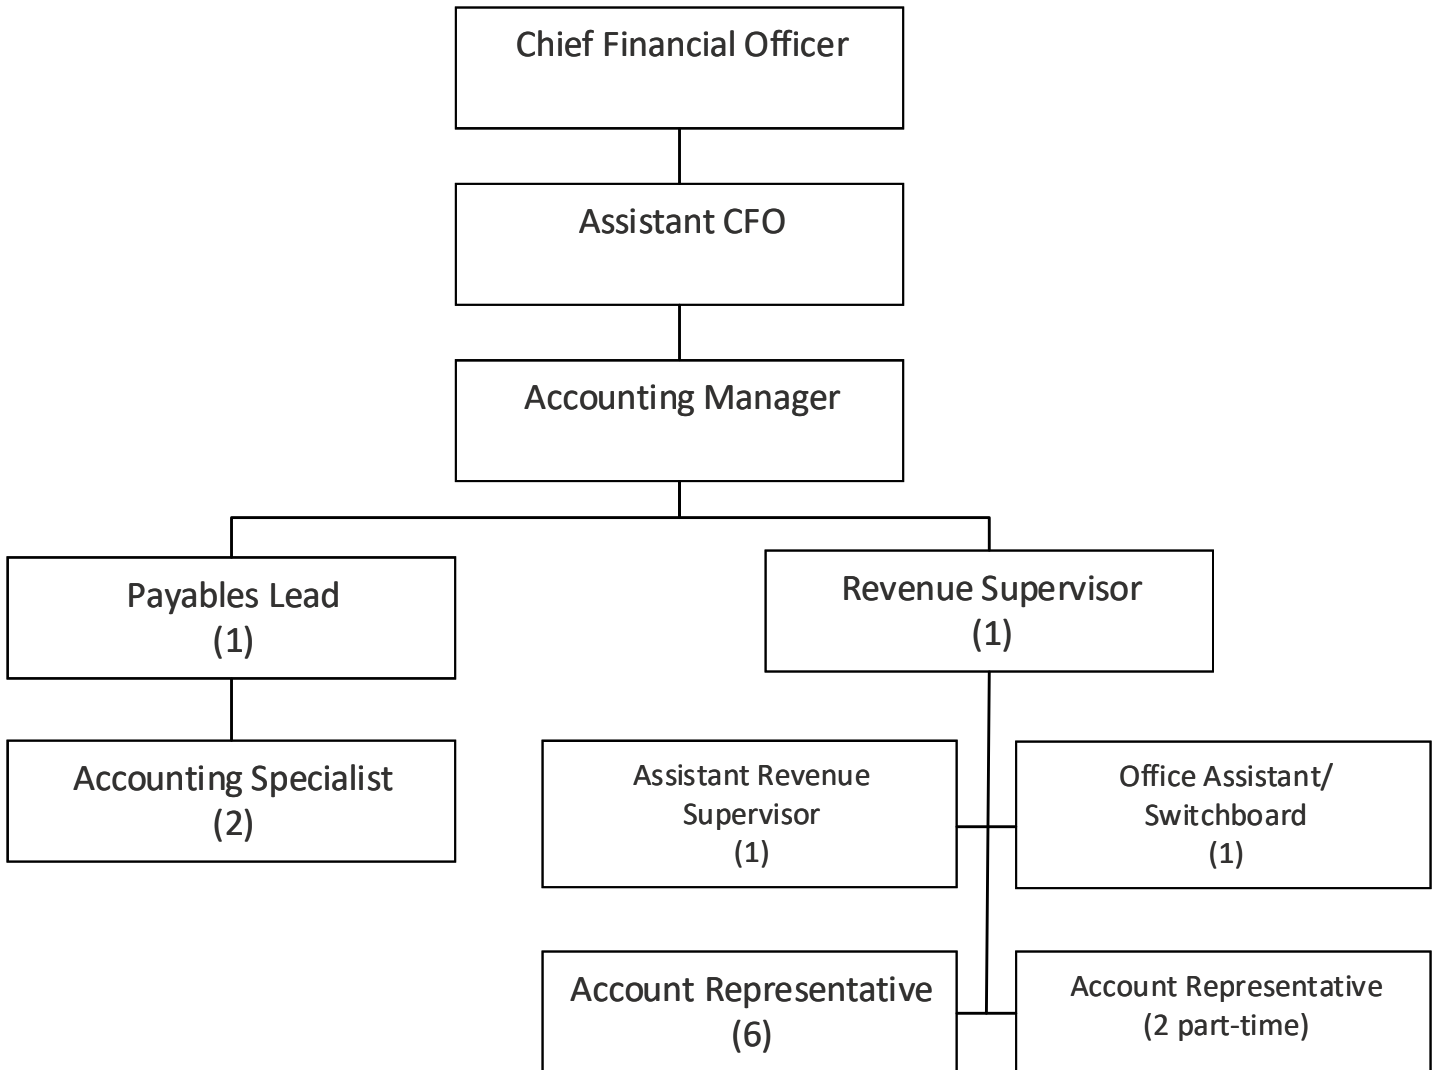 Chief Financial Officer
Assistant CFO
Accounting Manager
Payables Lead
(1)
Revenue Supervisor
(1)
Accounting Specialist
(2)
Assistant Revenue
Supervisor
(1)
Office Assistant/
Switchboard
(1)
Account Representative
(6)
Account Representative
(2 part-time)